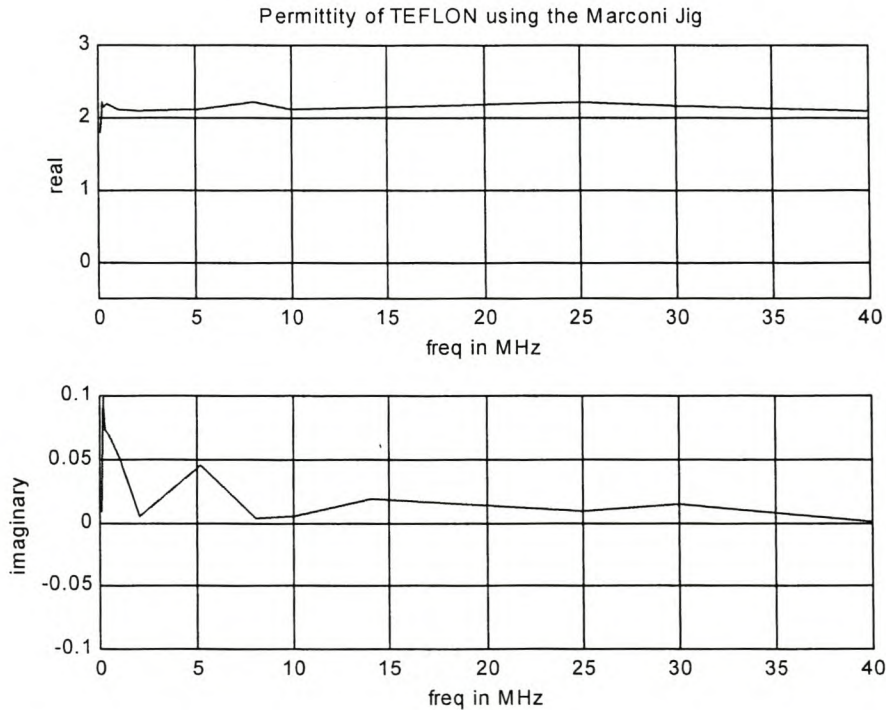 Permittity of TEFLON using the Marconi Jig
3
2
1
0
real
0 5 10 15 20 25 30 35 40
freq in MHz
0.1
0.05
0
-0.05
-0.1
imaginary
0 5 10 15 20 25 30 35 40
freq in MHz